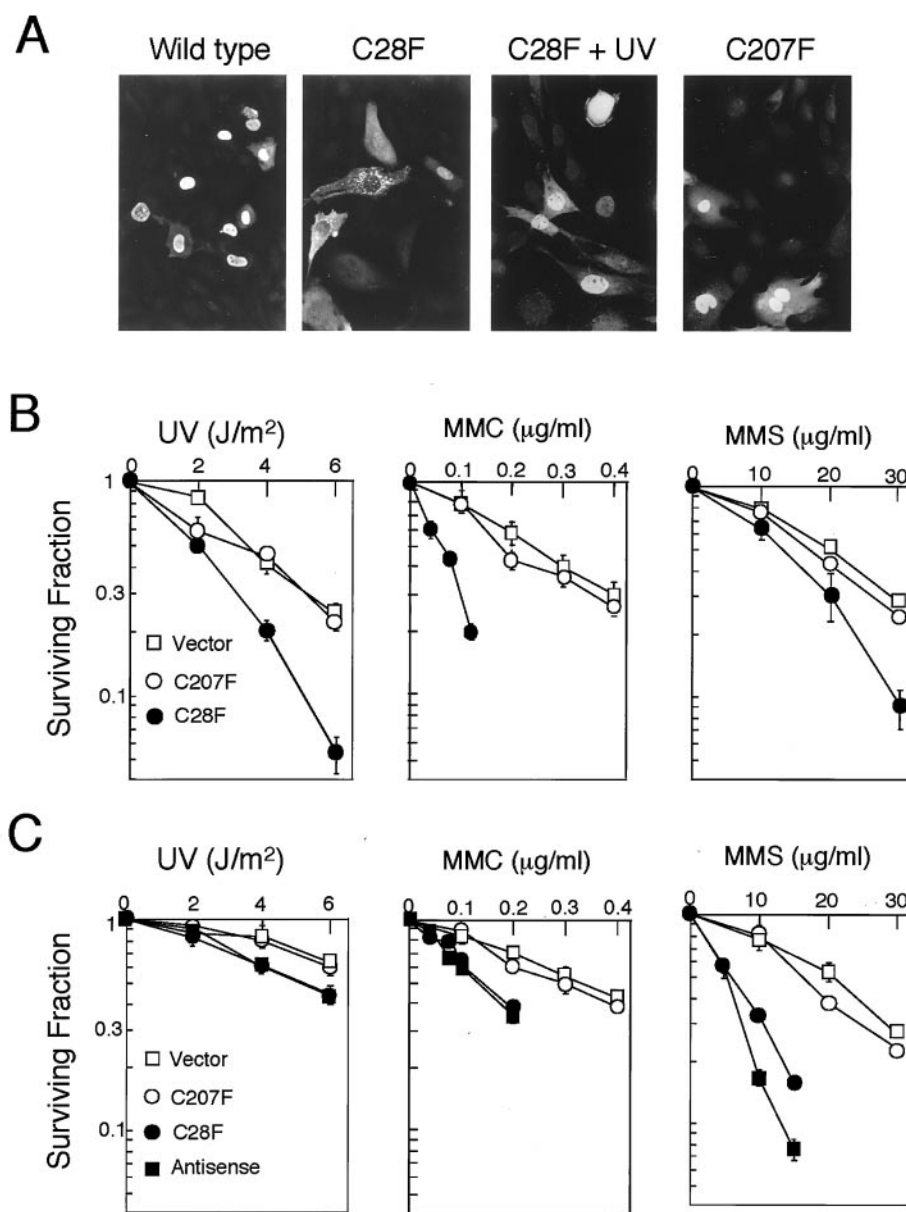 A
Wild type
C28F
C28F + UV
C207F
B
UV (J/m²)
0 2 4 6
MMC (µg/ml)
0 0.1 0.2 0.3 0.4
MMS (µg/ml)
0 10 20 30
Surviving Fraction
1
0.3
0.1
Vector
C207F
C28F
C
UV (J/m²)
0 2 4 6
MMC (µg/ml)
0 0.1 0.2 0.3 0.4
MMS (µg/ml)
0 10 20 30
Surviving Fraction
1
0.3
0.1
Vector
C207F
C28F
Antisense